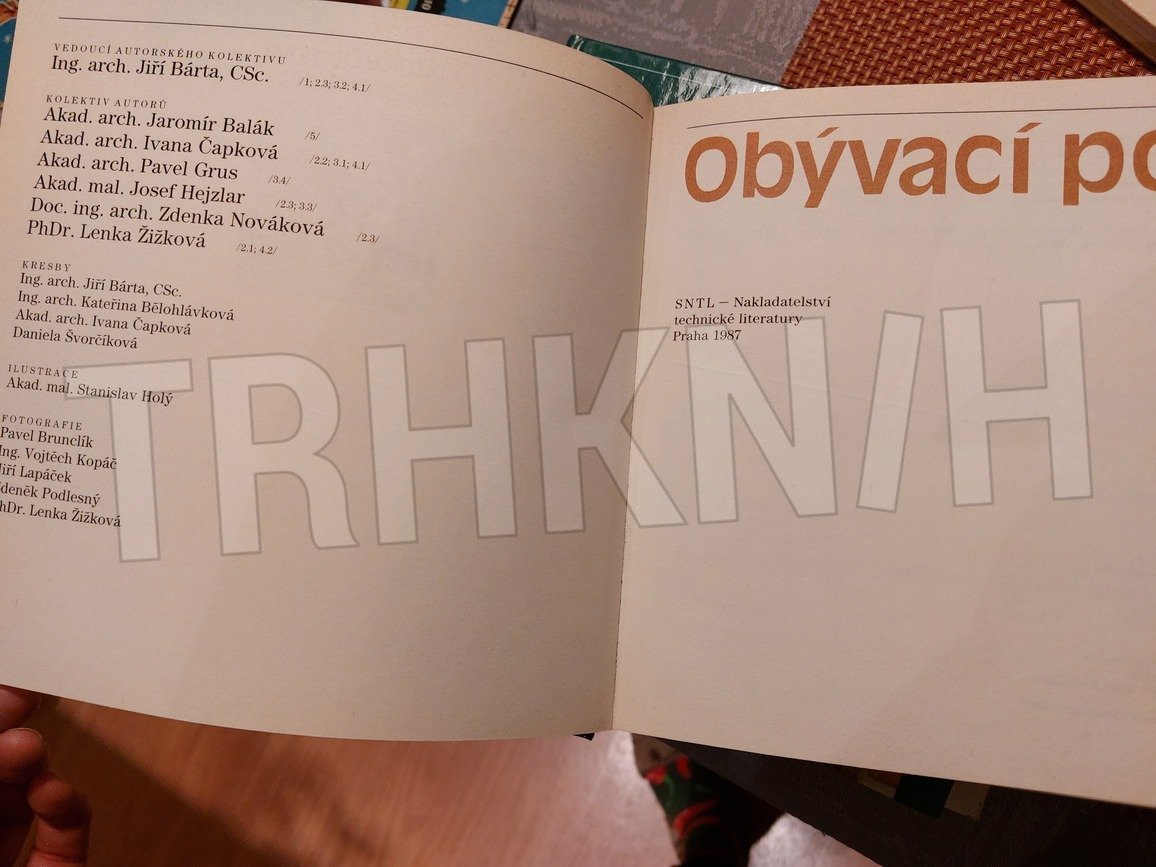 VEDOUCÍ AUTORSKÉHO KOLEKTIVU
Ing. arch. Jiří Bárta, CSc. /1; 2.3; 3.2; 4.1/
KOLEKTIV AUTORŮ
Akad. arch. Jaromír Balák /5/
Akad. arch. Ivana Čapková /2.2; 3.1; 4.1/
Akad. arch. Pavel Grus /3.4/
Akad. mal. Josef Hejzlar /2.3; 3.3/
Doc. ing. arch. Zdenka Nováková /2.3/
PhDr. Lenka Žižková /2.1; 4.2/
KRESBY
Ing. arch. Jiří Bárta, CSc.
Ing. arch. Kateřina Bělohlávková
Akad. arch. Ivana Čapková
Daniela Švorčíková
ILUSTRACE
Akad. mal. Stanislav Holý
FOTOGRAFIE
Pavel Brunclík
Ing. Vojtěch Kopáč
Jiří Lapáček
Zdeněk Podlesný
PhDr. Lenka Žižková
Obývací
SNTL – Nakladatelství
technické literatury
Praha 1987
TRHKN/H